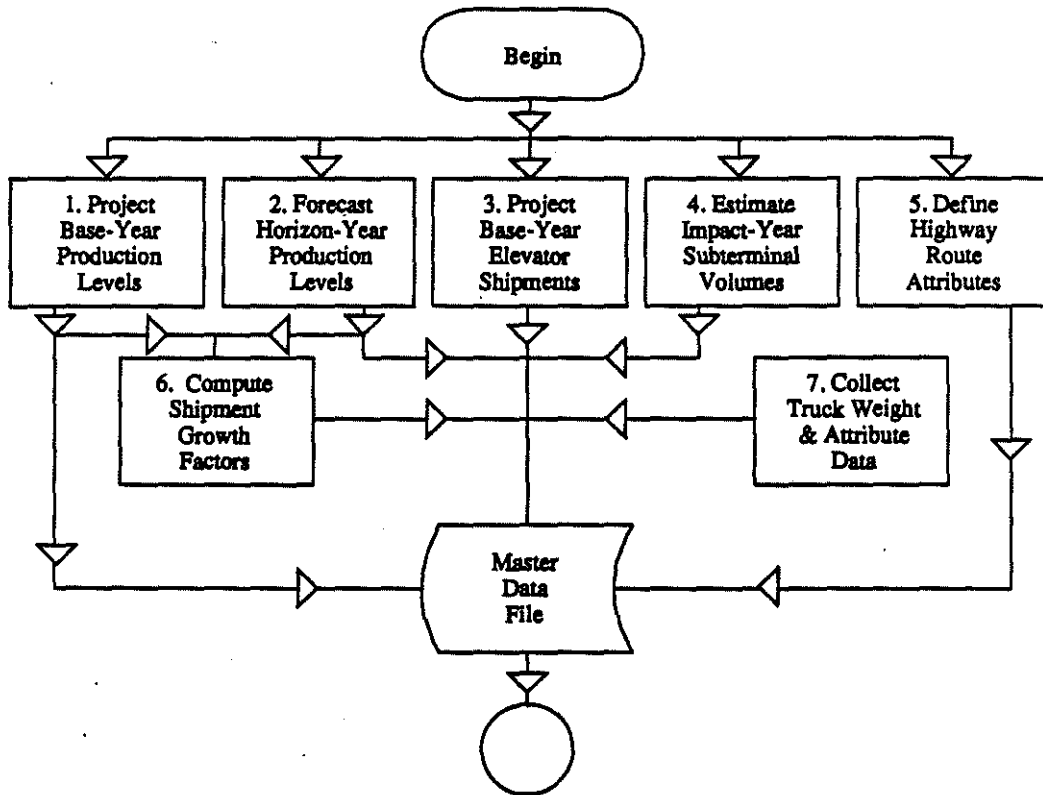 Begin
1. Project
Base-Year
Production
Levels
2. Forecast
Horizon-Year
Production
Levels
3. Project
Base-Year
Elevator
Shipments
4. Estimate
Impact-Year
Subterminal
Volumes
5. Define
Highway
Route
Attributes
6. Compute
Shipment
Growth
Factors
7. Collect
Truck Weight
& Attribute
Data
Master
Data
File